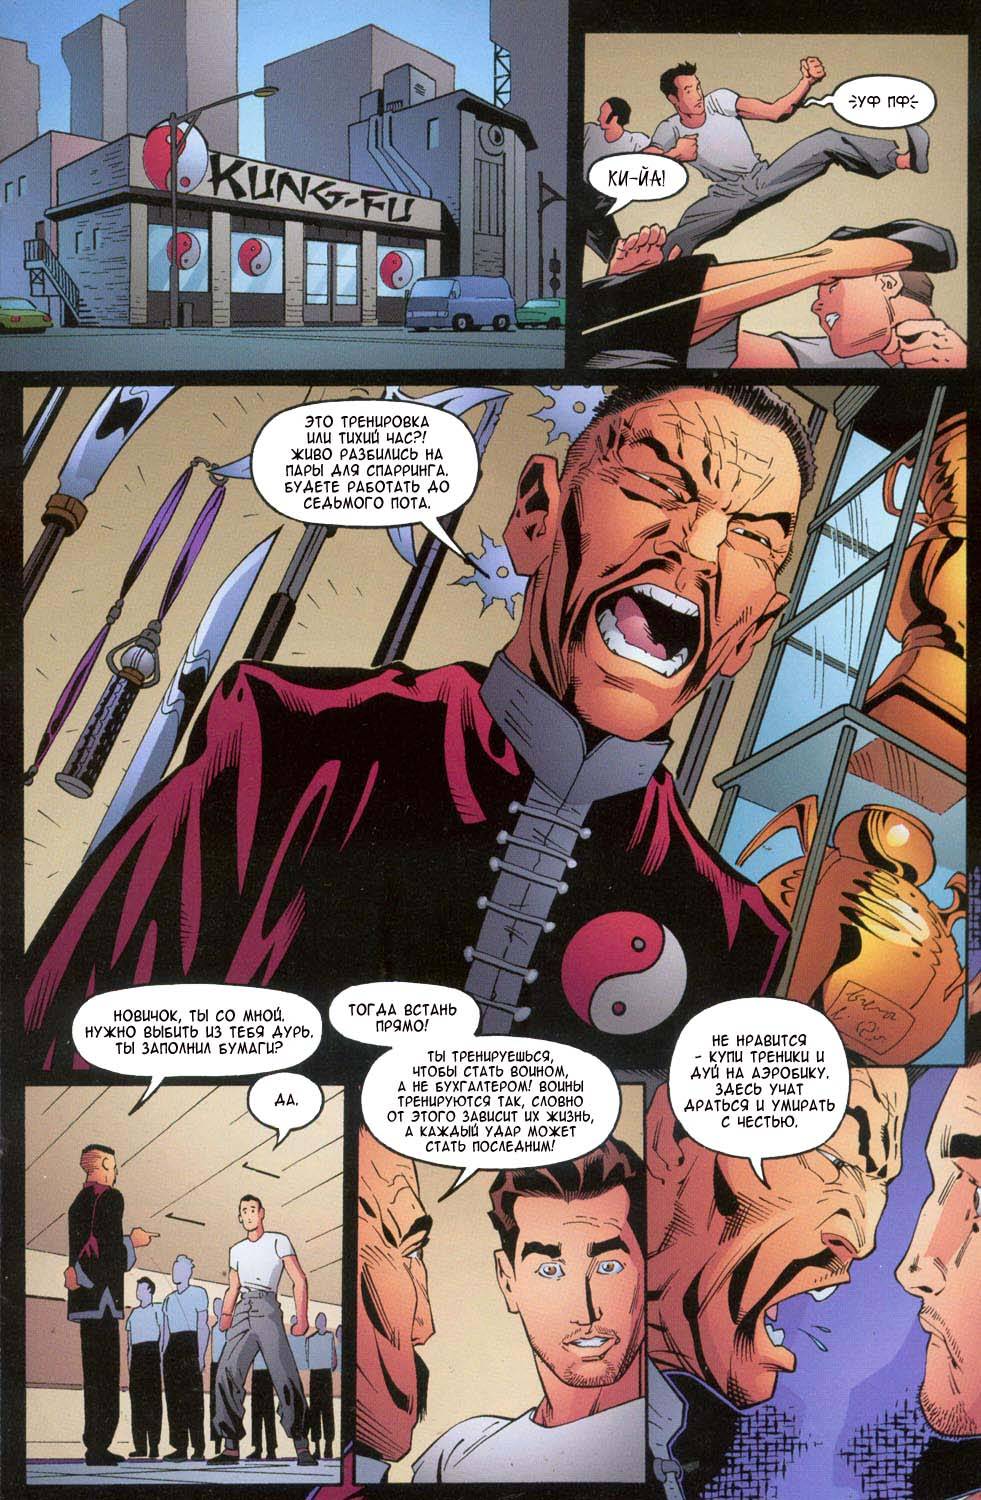 KUNG-FU
УФ ПФ
КИ-ЙА!
ЭТО ТРЕНИРОВКА
ИЛИ ТИХИЙ ЧАС?!
ЖИВО РАЗБИЛИСЬ НА
ПАРЫ ДЛЯ СПАРРИНГА.
БУДЕТЕ РАБОТАТЬ ДО
СЕДЬМОГО ПОТА.
НОВИЧОК, ТЫ СО МНОЙ.
НУЖНО ВЫБИТЬ ИЗ ТЕБЯ ДУРЬ.
ТЫ ЗАПОЛНИЛ БУМАГИ?
ДА.
ТОГДА ВСТАНЬ
ПРЯМО!
ТЫ ТРЕНИРУЕШЬСЯ,
ЧТОБЫ СТАТЬ ВОИНОМ,
А НЕ БУХГАЛТЕРОМ! ВОИНЫ
ТРЕНИРУЮТСЯ ТАК, СЛОВНО
ОТ ЭТОГО ЗАВИСИТ ИХ ЖИЗНЬ,
А КАЖДЫЙ УДАР МОЖЕТ
СТАТЬ ПОСЛЕДНИМ!
НЕ НРАВИТСЯ
- КУПИ ТРЕНИКИ И
ДУЙ НА АЭРОБИКУ.
ЗДЕСЬ УЧАТ
ДРАТЬСЯ И УМИРАТЬ
С ЧЕСТЬЮ.